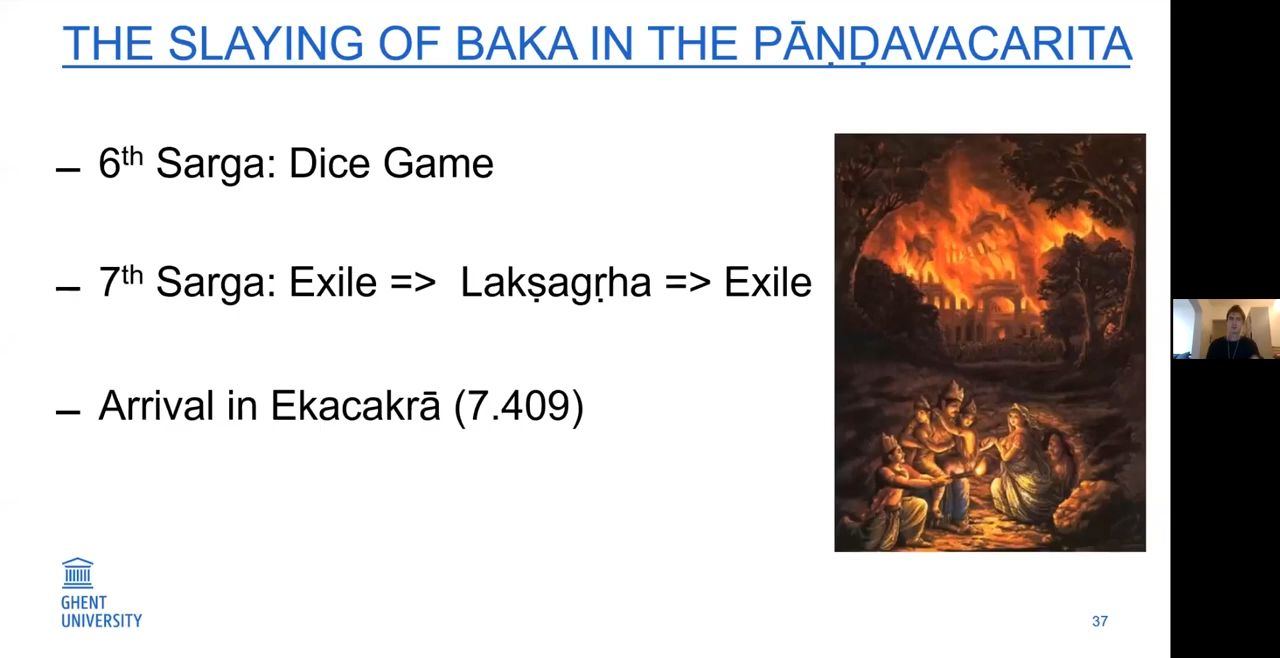 THE SLAYING OF BAKA IN THE PĀṆḌAVACARITA
– 6th Sarga: Dice Game
– 7th Sarga: Exile => Lakṣagṛha => Exile
– Arrival in Ekacakrā (7.409)
GHENT
UNIVERSITY
37